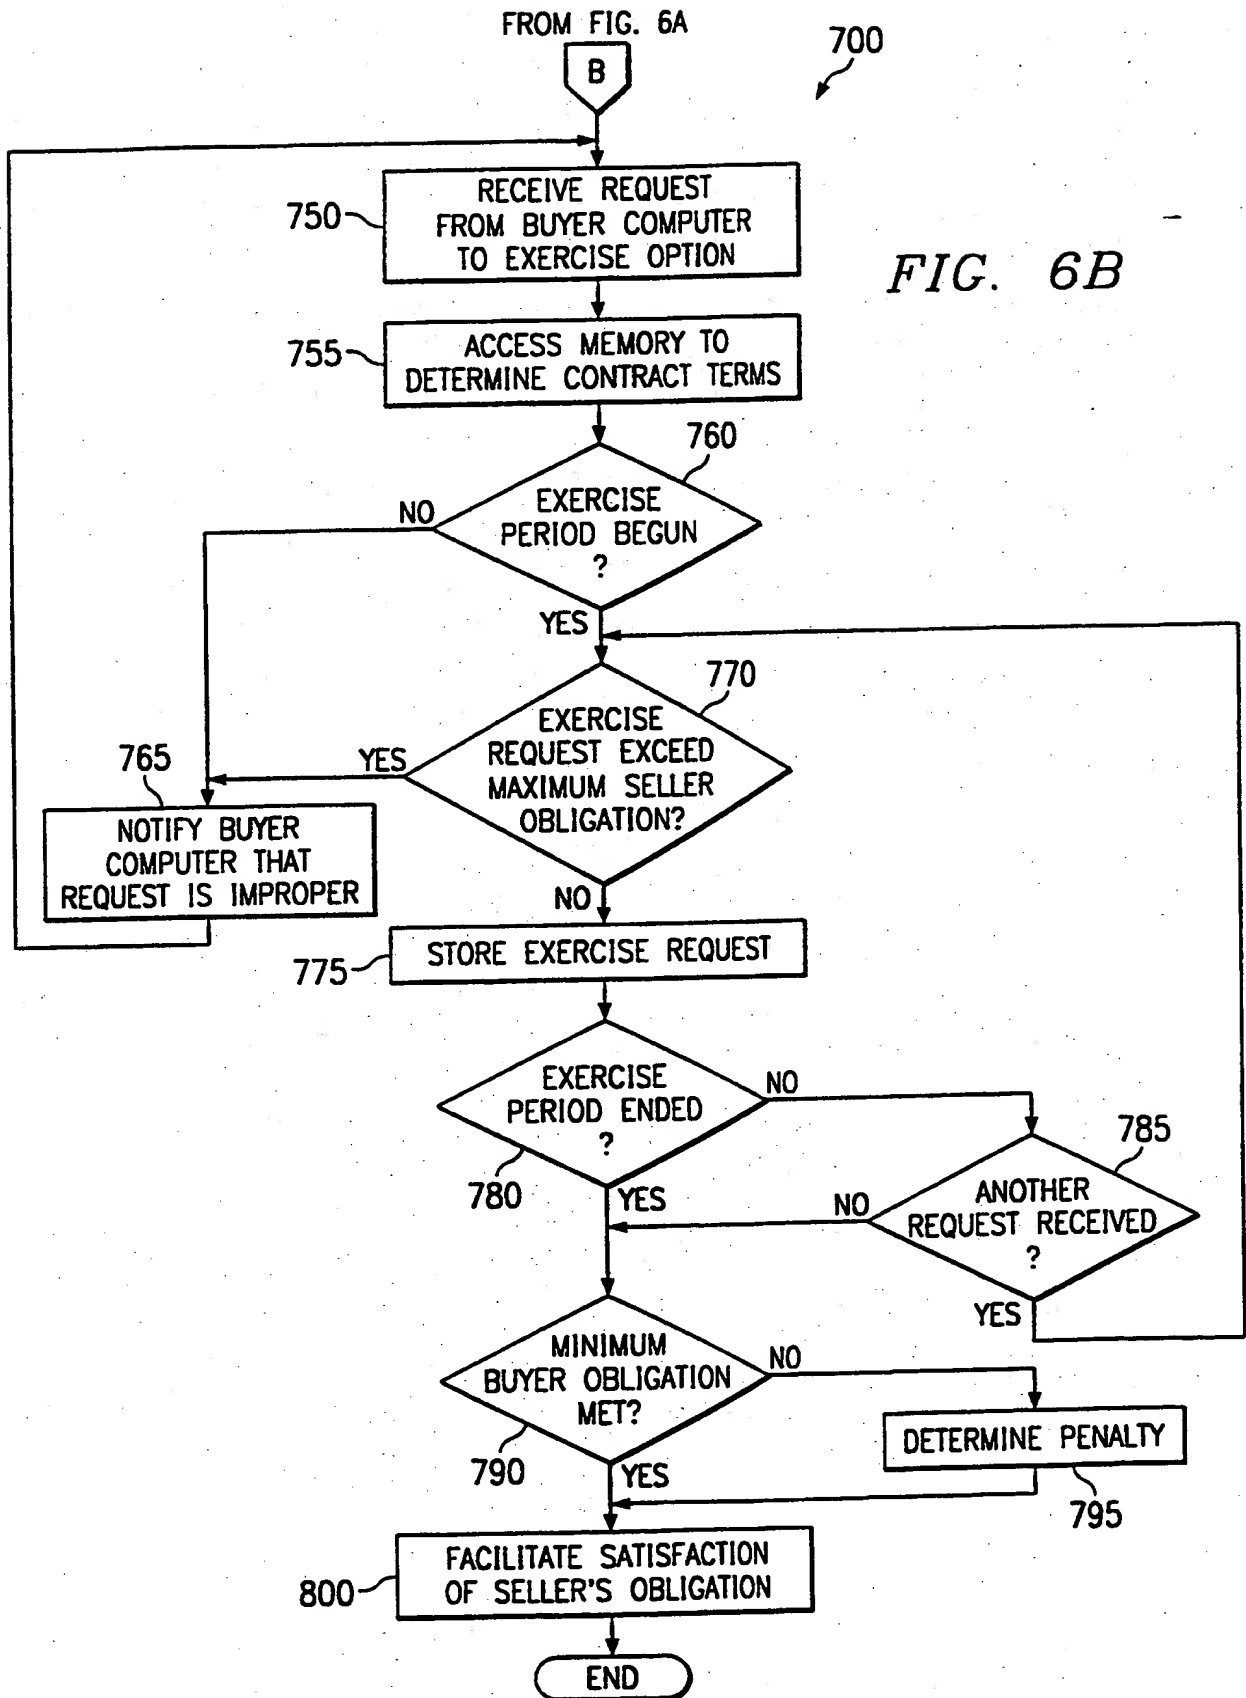 FROM FIG. 6A
B
700
750
RECEIVE REQUEST
FROM BUYER COMPUTER
TO EXERCISE OPTION
FIG. 6B
755
ACCESS MEMORY TO
DETERMINE CONTRACT TERMS
760
EXERCISE
PERIOD BEGUN
?
NO
YES
770
EXERCISE
REQUEST EXCEED
MAXIMUM SELLER
OBLIGATION?
YES
NO
765
NOTIFY BUYER
COMPUTER THAT
REQUEST IS IMPROPER
775
STORE EXERCISE REQUEST
EXERCISE
PERIOD ENDED
?
780
NO
YES
785
ANOTHER
REQUEST RECEIVED
?
NO
YES
MINIMUM
BUYER OBLIGATION
MET?
790
NO
YES
DETERMINE PENALTY
795
800
FACILITATE SATISFACTION
OF SELLER'S OBLIGATION
END